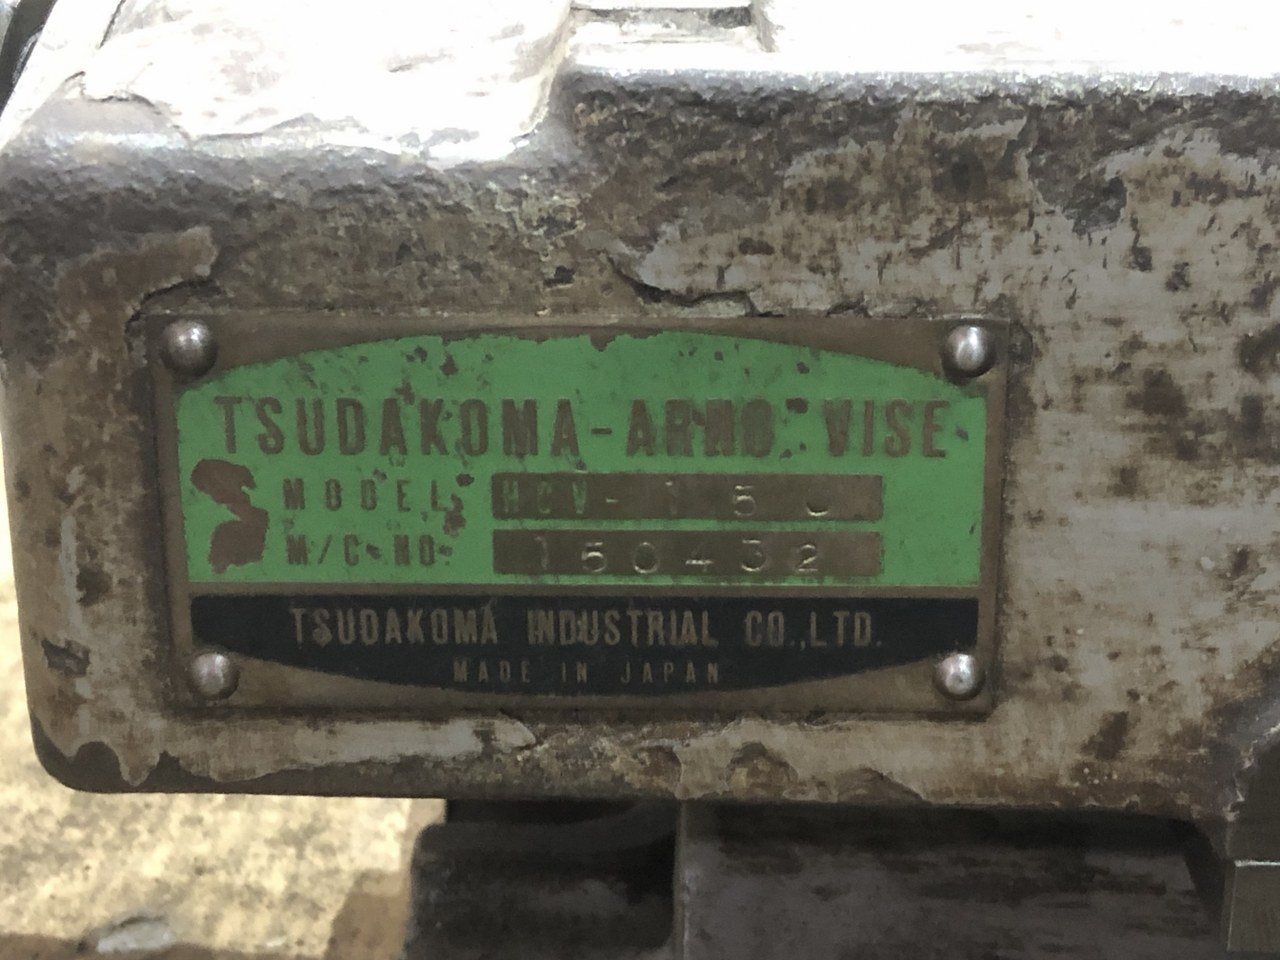 TSUDAKOMA-ARNO VISE
MODEL HCV-150
M/C NO. 150432
TSUDAKOMA INDUSTRIAL CO.,LTD.
MADE IN JAPAN